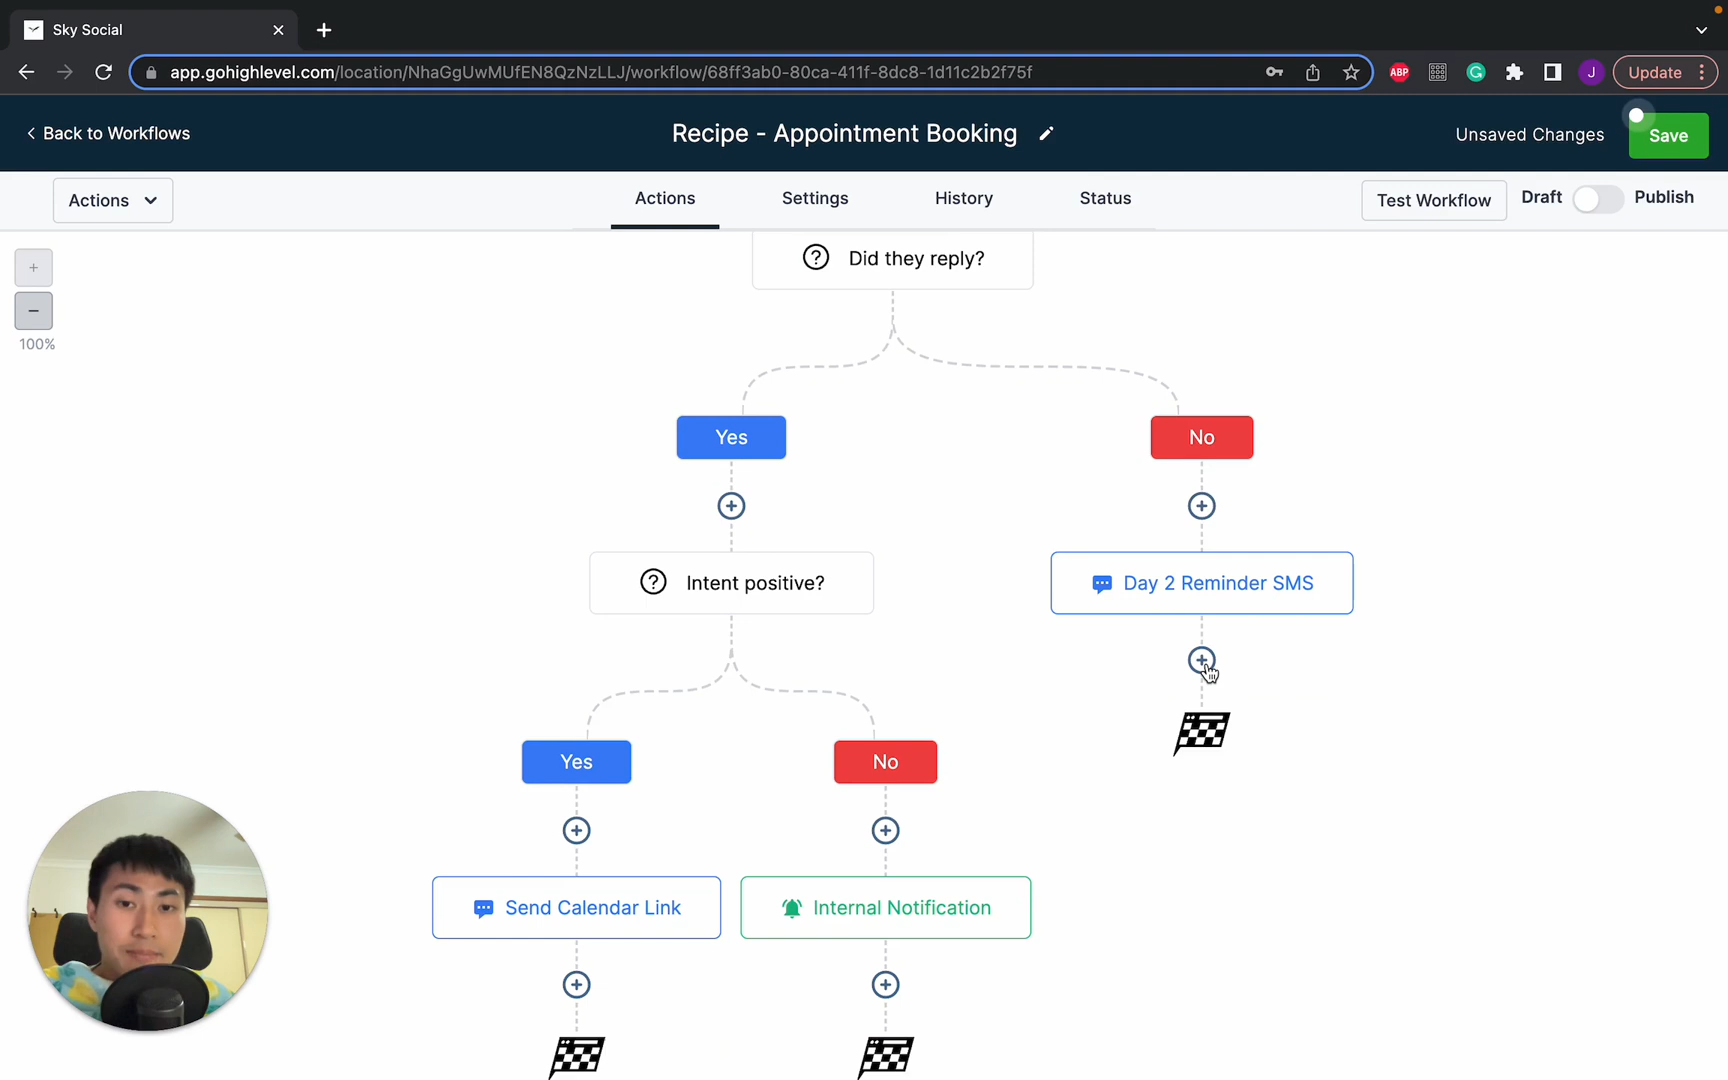 Sky Social
app.gohighlevel.com/location/NhaGgUwMUfEN8QzNzLLJ/workflow/68ff3ab0-80ca-411f-8dc8-1d11c2b2f75f
ABP
J
Update
Back to Workflows
Recipe - Appointment Booking
Unsaved Changes
Save
Actions
Actions
Settings
History
Status
Test Workflow
Draft
Publish
100%
Did they reply?
Yes
No
Intent positive?
Day 2 Reminder SMS
Yes
No
Send Calendar Link
Internal Notification